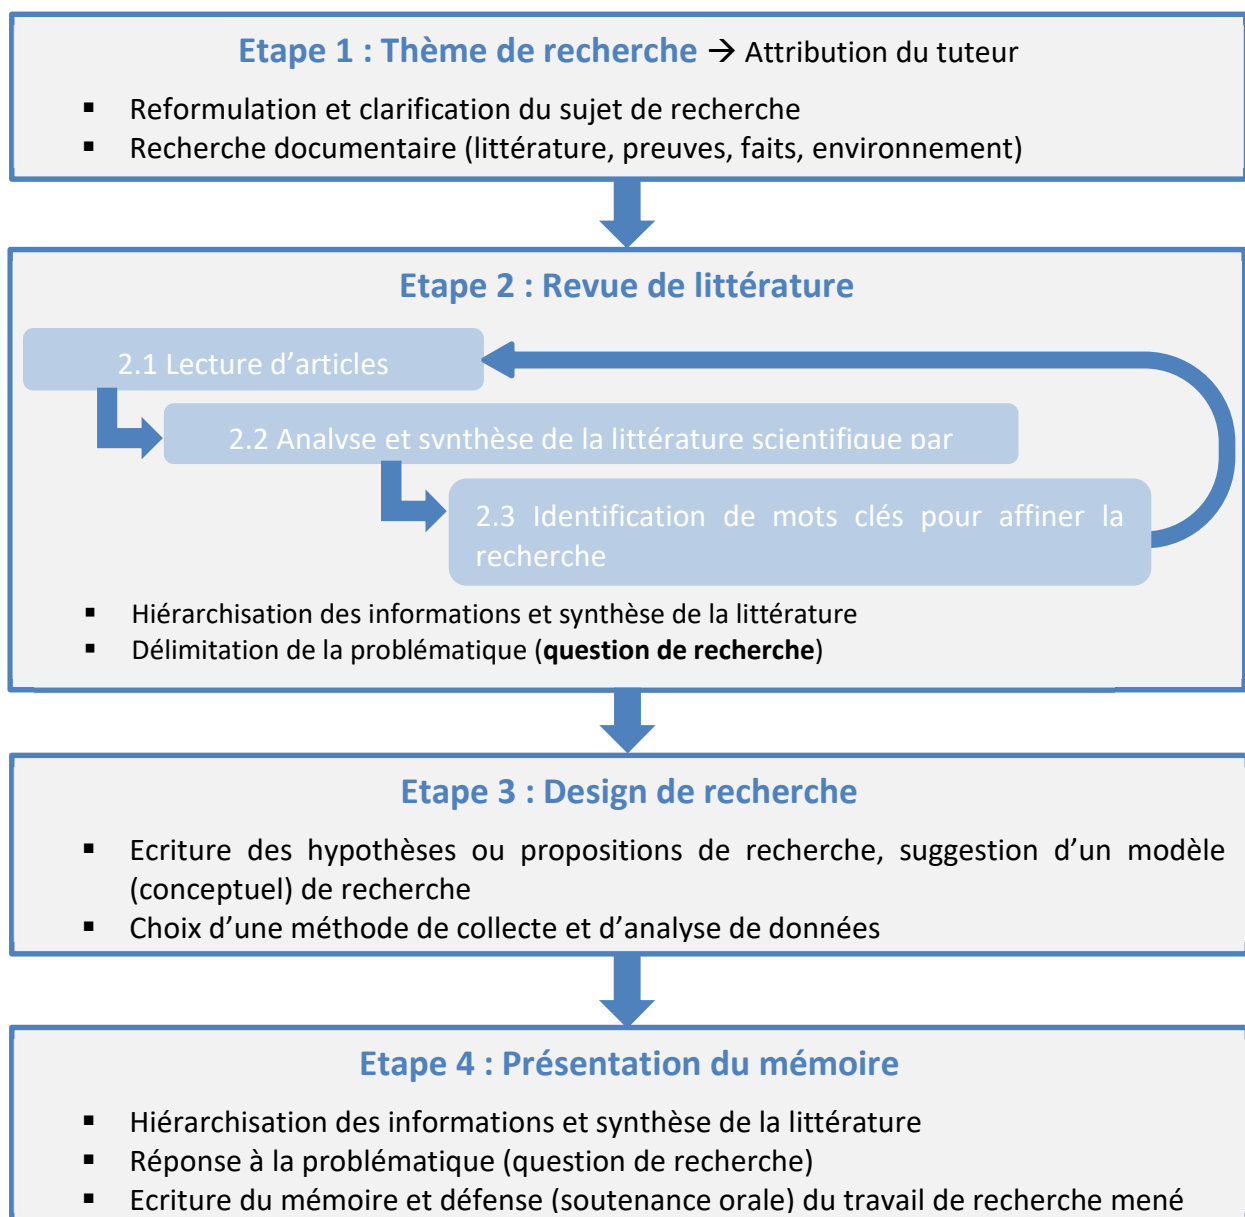 Etape 1 : Thème de recherche → Attribution du tuteur
▪ Reformulation et clarification du sujet de recherche
▪ Recherche documentaire (littérature, preuves, faits, environnement)
Etape 2 : Revue de littérature
2.1 Lecture d’articles
2.2 Analyse et synthèse de la littérature scientifique par
2.3 Identification de mots clés pour affiner la
recherche
▪ Hiérarchisation des informations et synthèse de la littérature
▪ Délimitation de la problématique (question de recherche)
Etape 3 : Design de recherche
▪ Ecriture des hypothèses ou propositions de recherche, suggestion d’un modèle
(conceptuel) de recherche
▪ Choix d’une méthode de collecte et d’analyse de données
Etape 4 : Présentation du mémoire
▪ Hiérarchisation des informations et synthèse de la littérature
▪ Réponse à la problématique (question de recherche)
▪ Ecriture du mémoire et défense (soutenance orale) du travail de recherche mené